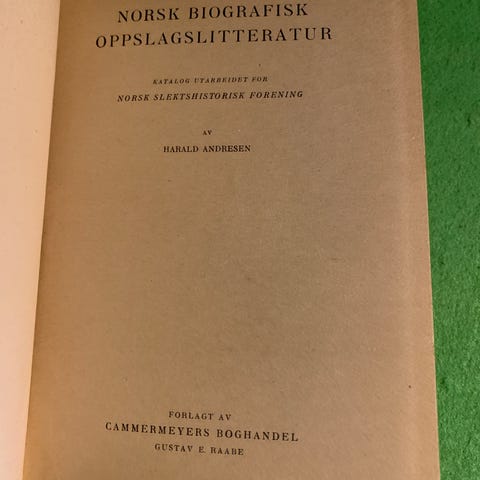 NORSK BIOGRAFISK
OPPSLAGSLITTERATUR
KATALOG UTARBEIDET FOR
NORSK SLEKTSHISTORISK FORENING
AV
HARALD ANDRESEN
FORLAGT AV
CAMMERMEYERS BOGHANDEL
GUSTAV E. RAABE